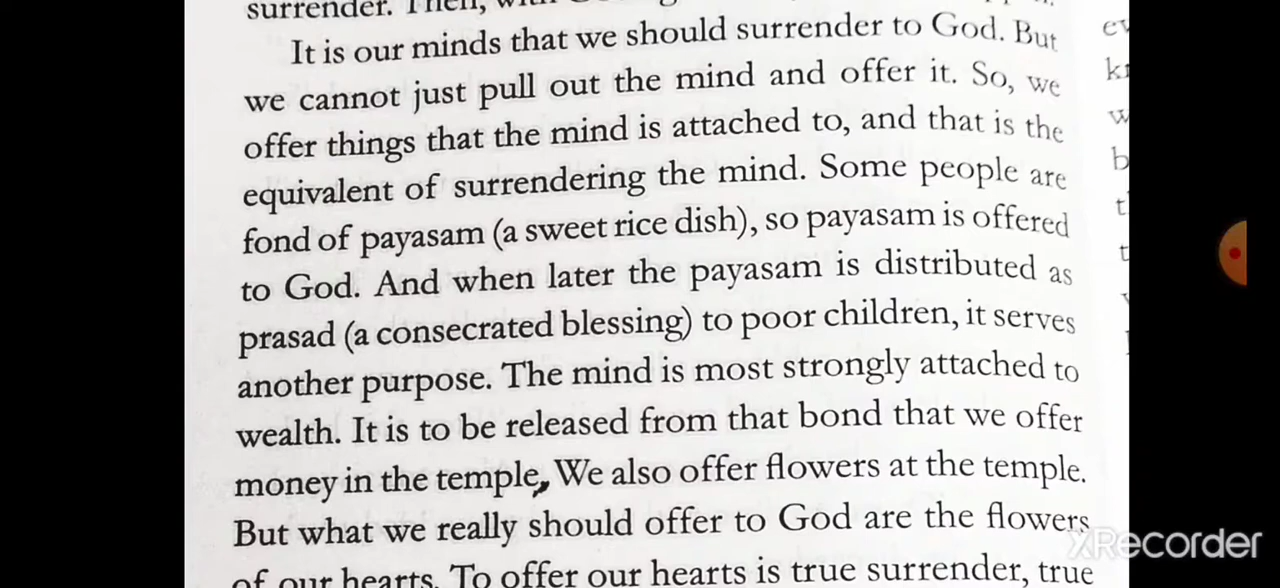 surrender. Then, with
It is our minds that we should surrender to God. But
we cannot just pull out the mind and offer it. So, we
offer things that the mind is attached to, and that is the
equivalent of surrendering the mind. Some people are
fond of payasam (a sweet rice dish), so payasam is offered
to God. And when later the payasam is distributed as
prasad (a consecrated blessing) to poor children, it serves
another purpose. The mind is most strongly attached to
wealth. It is to be released from that bond that we offer
money in the temple, We also offer flowers at the temple.
But what we really should offer to God are the flowers
of our hearts. To offer our hearts is true surrender, true
XRecorder